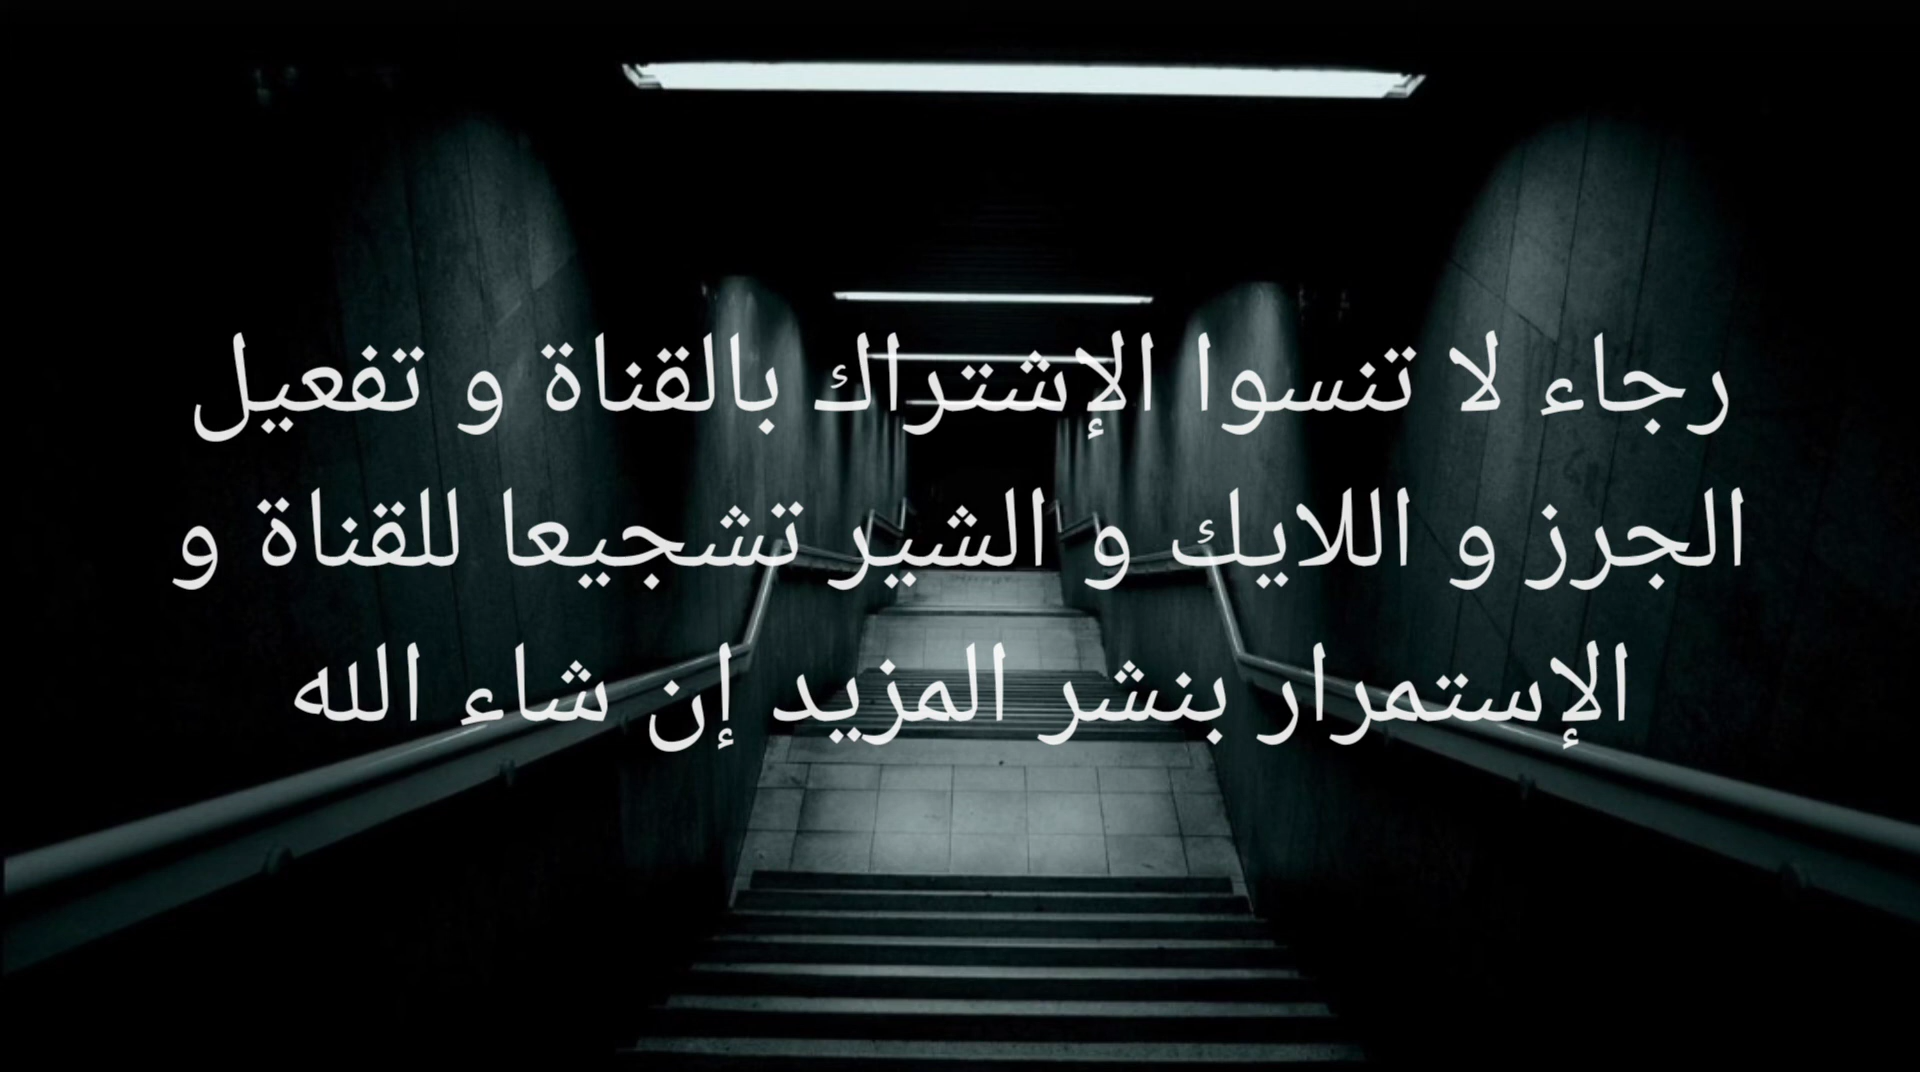 رجاء لا تنسوا الإشتراك بالقناة و تفعيل
الجرز و اللايك و الشير تشجيعا للقناة و
الإستمرار بنشر المزيد إن شاء الله